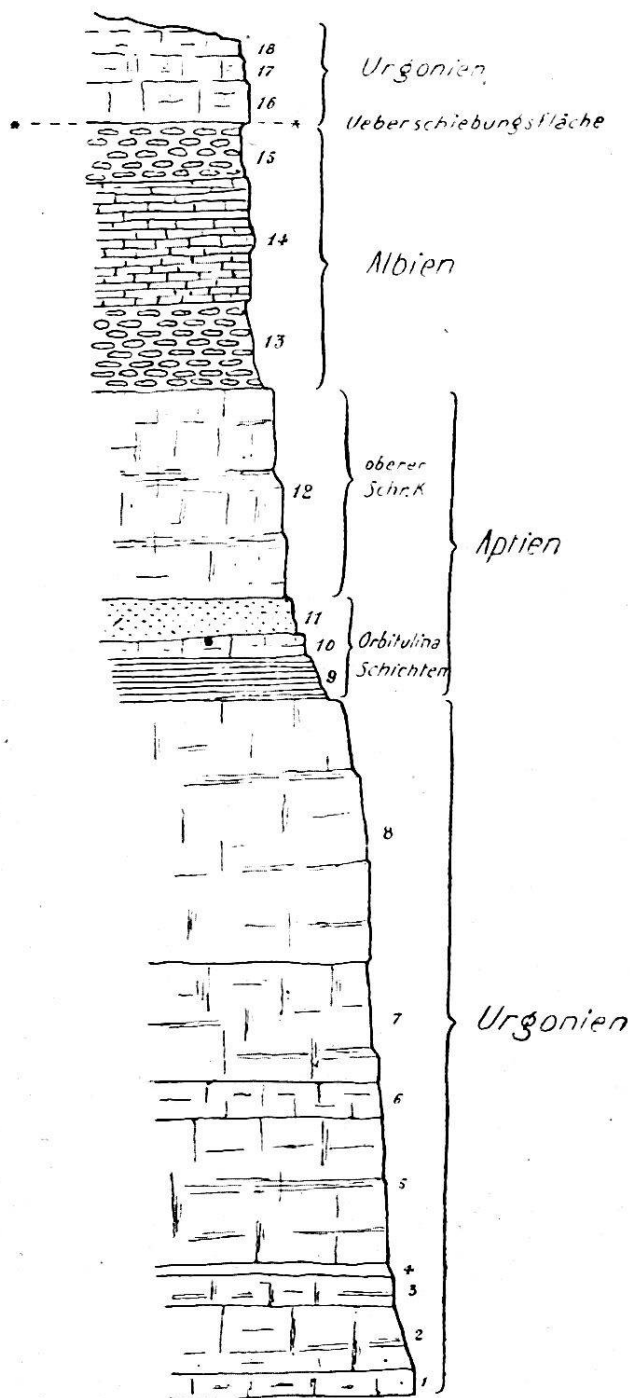 18
17 Urgonien
16
Ueberschiebungsfläche
15
14 Albien
13
oberer
12 Schr.K
Aptien
11
10 Orbitulina
9 Schichten
8
7 Urgonien
6
5
4
3
2
1